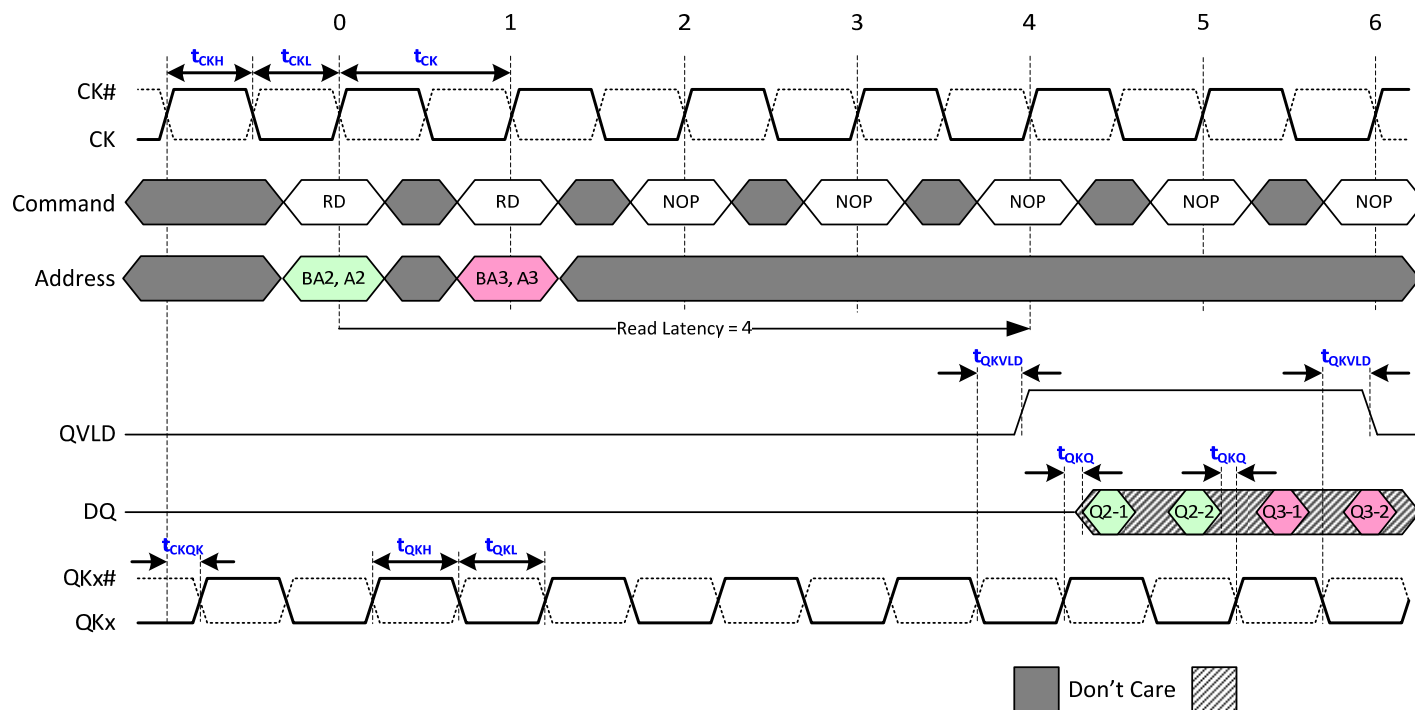 0 1 2 3 4 5 6
tCKH tCKL tCK
CK#
CK
Command RD RD NOP NOP NOP NOP NOP
Address BA2, A2 BA3, A3
Read Latency = 4
tQKVLD tQKVLD
QVLD
tQKQ tQKQ
DQ Q2-1 Q2-2 Q3-1 Q3-2
tCKQK tQKH tQKL
QKx#
QKx
Don't Care